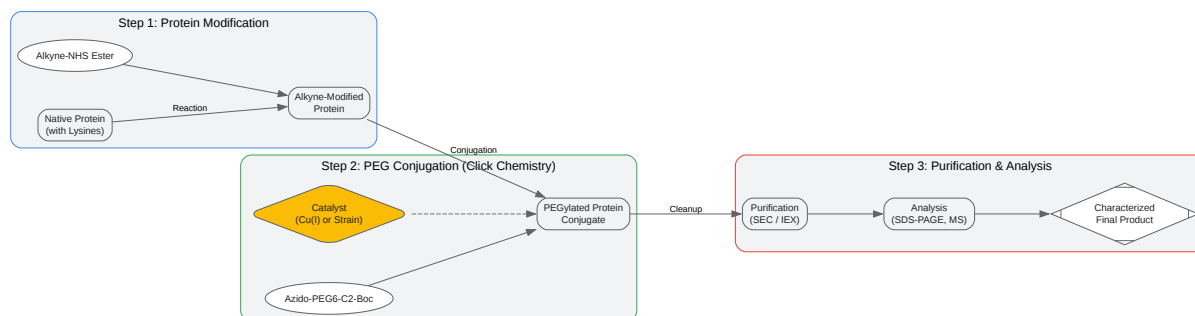 Step 1: Protein Modification
Alkyne-NHS Ester
Native Protein
(with Lysines)
Reaction
Alkyne-Modified
Protein
Conjugation
Step 2: PEG Conjugation (Click Chemistry)
Catalyst
(Cu(I) or Strain)
Azido-PEG6-C2-Boc
PEGylated Protein
Conjugate
Cleanup
Step 3: Purification & Analysis
Purification
(SEC / IEX)
Analysis
(SDS-PAGE, MS)
Characterized
Final Product